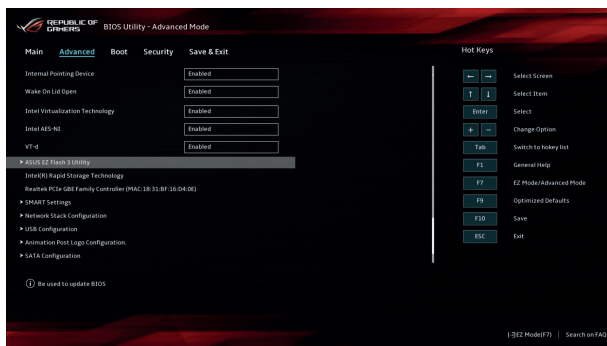 REPUBLIC OF
GAMERS
BIOS Utility - Advanced Mode
Main Advanced Boot Security Save & Exit
Hot Keys
Internal Pointing Device Enabled
← → Select Screen
Wake On Lid Open Enabled
↑ ↓ Select Item
Intel Virtualization Technology Enabled
Enter Select
Intel AES-NI Enabled
+ - Change Option
VT-d Enabled
Tab Switch to hokey list
ASUS EZ Flash 3 Utility
F1 General Help
Intel(R) Rapid Storage Technology
F7 EZ Mode/Advanced Mode
Realtek PCIe GBE Family Controller (MAC:18:31:BF:16:D4:0E)
SMART Settings
F9 Optimized Defaults
Network Stack Configuration
F10 Save
USB Configuration
ESC Exit
Animation Post Logo Configuration.
SATA Configuration
Be used to update BIOS
EZ Mode(F7) | Search on FAQ